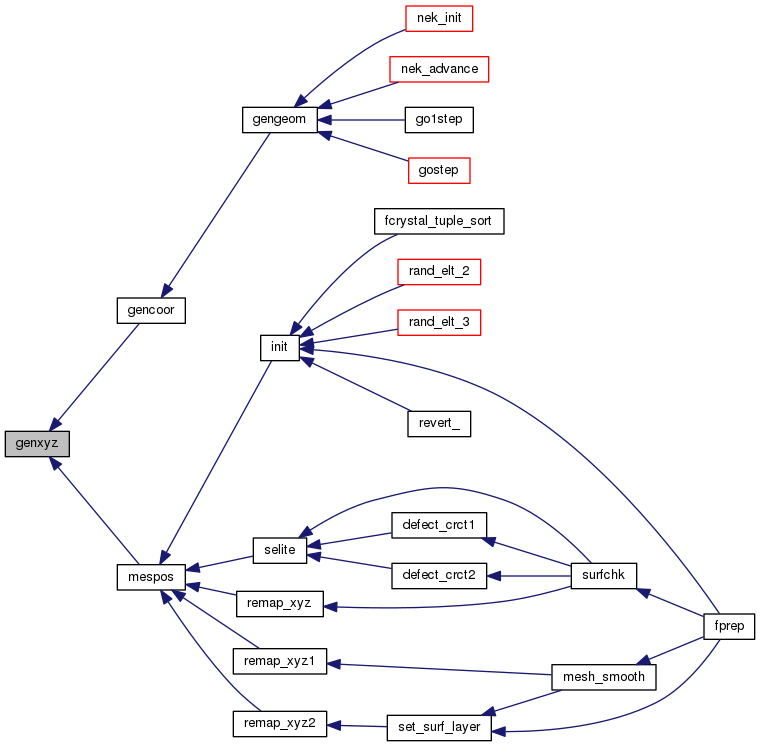 nek_init
nek_advance
gengeom
go1step
gostep
fcrystal_tuple_sort
rand_elt_2
gencoor
rand_elt_3
init
revert_
genxyz
defect_crct1
selite
defect_crct2
surfchk
mespos
remap_xyz
fprep
remap_xyz1
mesh_smooth
remap_xyz2
set_surf_layer